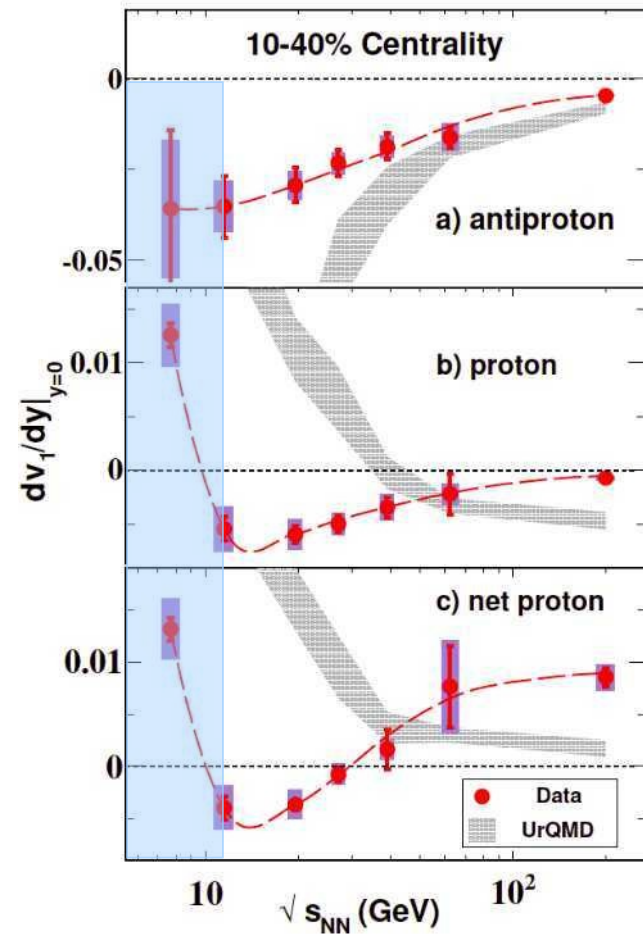 10-40% Centrality
0
a) antiproton
-0.05
0.01
b) proton
0
dv₁/dy|y=0
c) net proton
0.01
0
Data
UrQMD
10
10²
√ sNN (GeV)